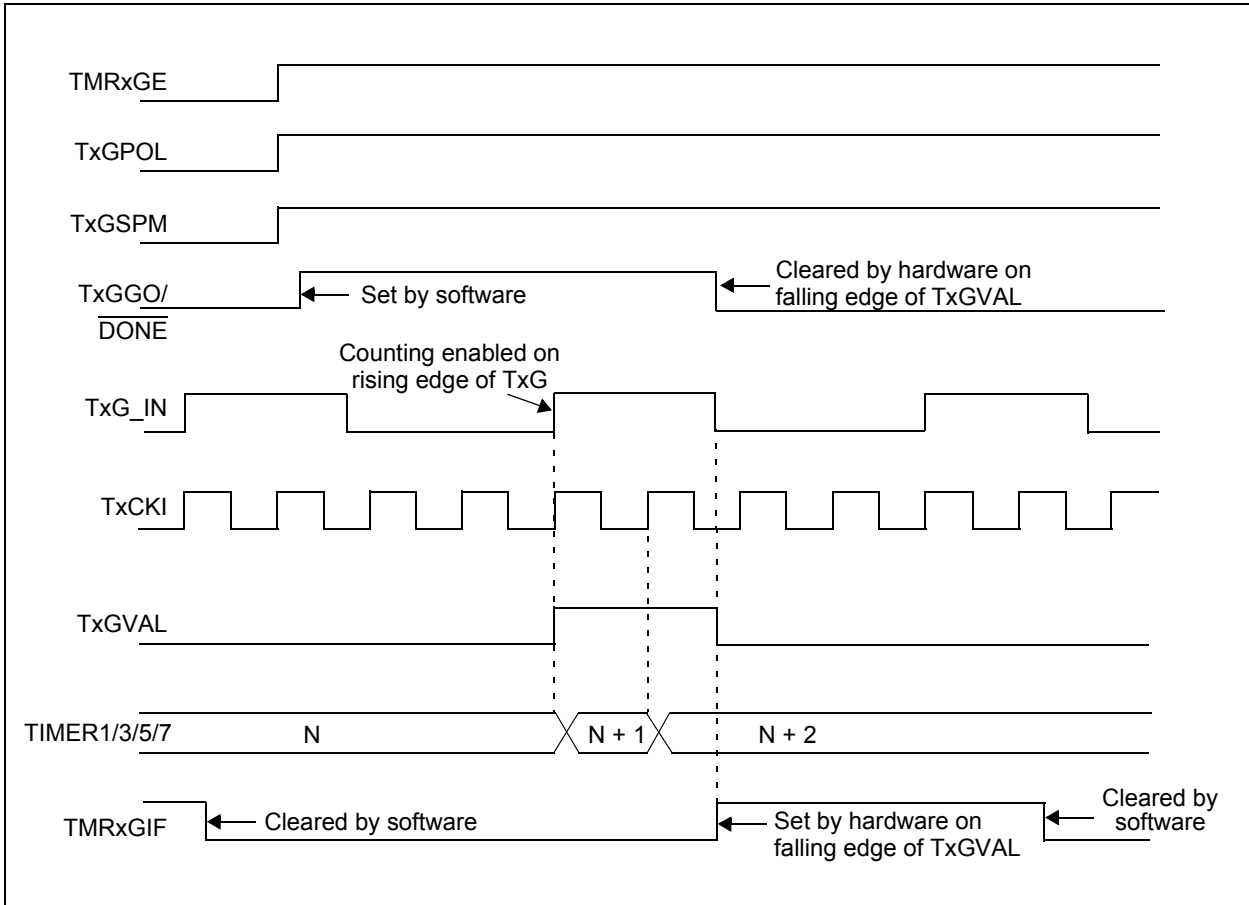 TMRxGE
TxGPOL
TxGSPM
TxGGO/
DONE
Set by software
Cleared by hardware on
falling edge of TxGVAL
Counting enabled on
rising edge of TxG
TxG_IN
TxCKI
TxGVAL
TIMER1/3/5/7
N
N + 1
N + 2
TMRxGIF
Cleared by software
Set by hardware on
falling edge of TxGVAL
Cleared by
software